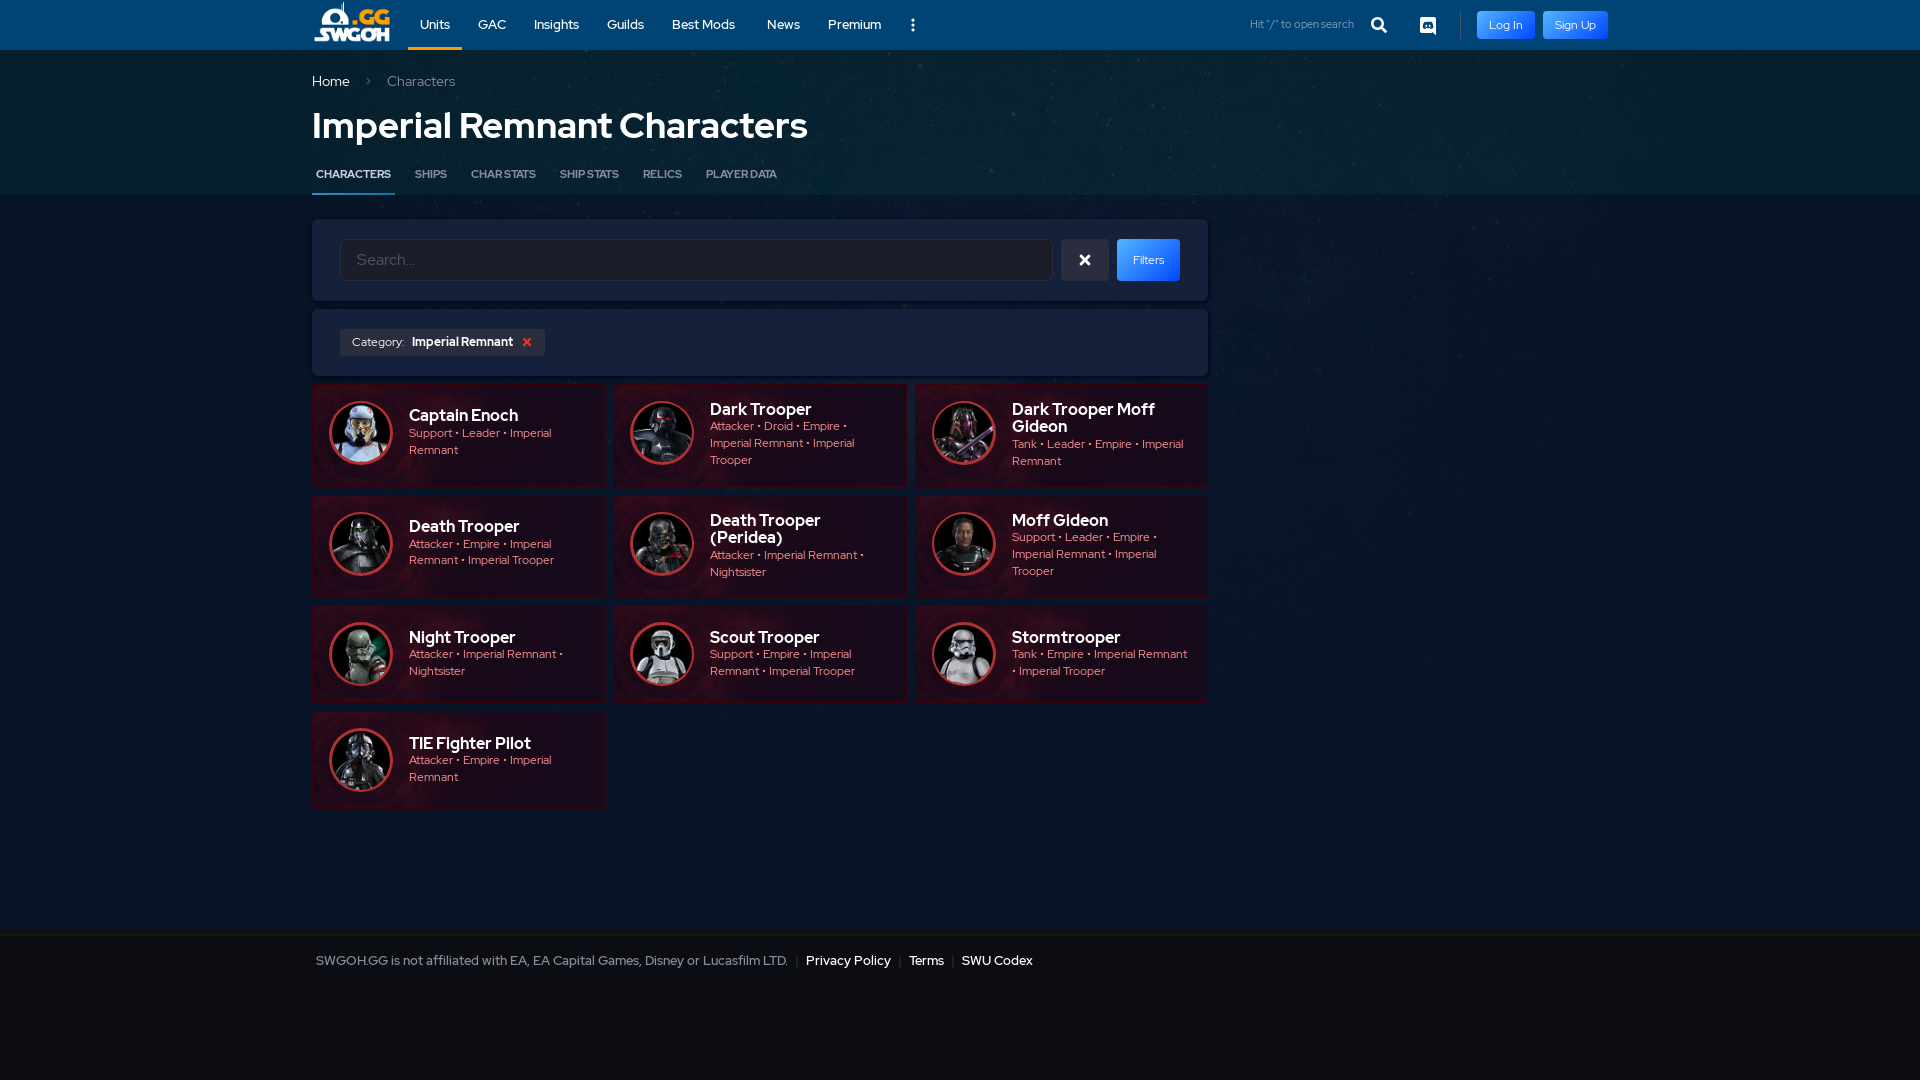 .GG
SWGOH
Units
GAC
Insights
Guilds
Best Mods
News
Premium
Hit "/" to open search
Log In
Sign Up
Home
Characters
Imperial Remnant Characters
CHARACTERS
SHIPS
CHAR STATS
SHIP STATS
RELICS
PLAYER DATA
Search...
Filters
Category: Imperial Remnant
Captain Enoch
Support • Leader • Imperial
Remnant
Dark Trooper
Attacker • Droid • Empire •
Imperial Remnant • Imperial
Trooper
Dark Trooper Moff
Gideon
Tank • Leader • Empire • Imperial
Remnant
Death Trooper
Attacker • Empire • Imperial
Remnant • Imperial Trooper
Death Trooper
(Peridea)
Attacker • Imperial Remnant •
Nightsister
Moff Gideon
Support • Leader • Empire •
Imperial Remnant • Imperial
Trooper
Night Trooper
Attacker • Imperial Remnant •
Nightsister
Scout Trooper
Support • Empire • Imperial
Remnant • Imperial Trooper
Stormtrooper
Tank • Empire • Imperial Remnant
• Imperial Trooper
TIE Fighter Pilot
Attacker • Empire • Imperial
Remnant
SWGOH.GG is not affiliated with EA, EA Capital Games, Disney or Lucasfilm LTD. | Privacy Policy | Terms | SWU Codex